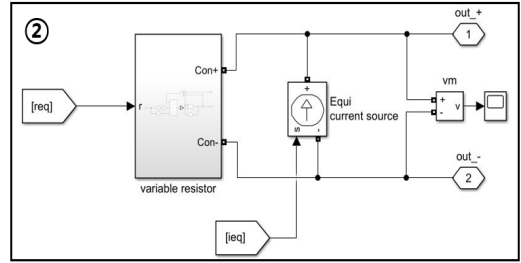 ②
out_+
1
vm
Con+
+
[req]
r
Equi
current source
+
-
v
s
-
Con-
out_-
2
variable resistor
[ieq]